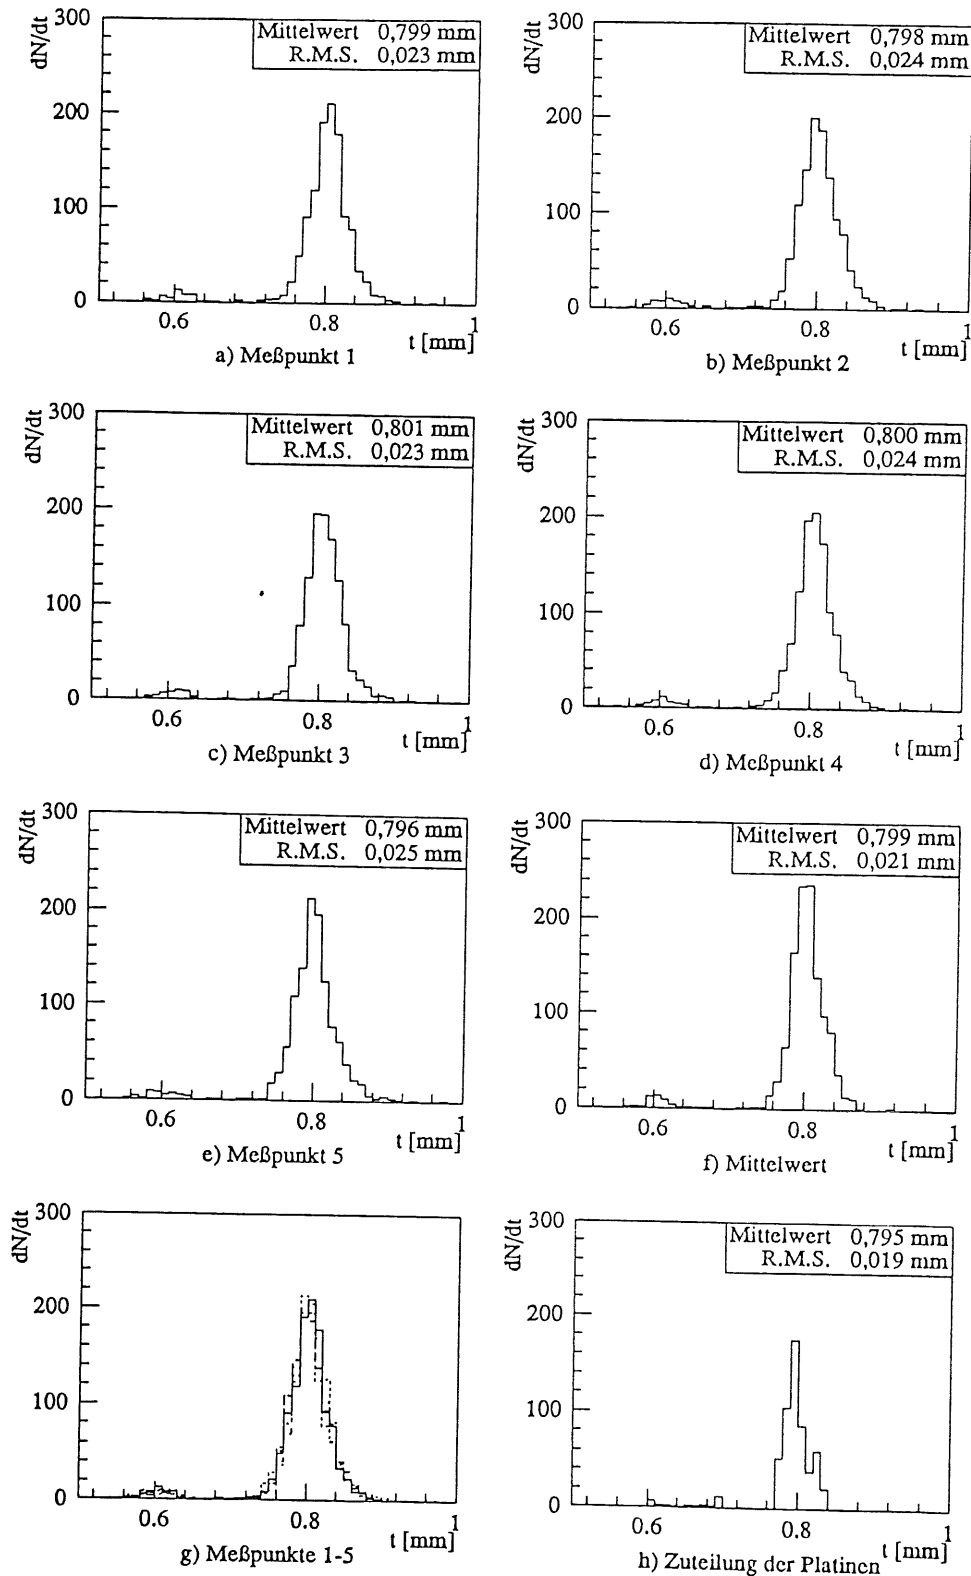 dN/dt
300
200
100
0
Mittelwert 0,799 mm
R.M.S. 0,023 mm
0.6 0.8 1
t [mm]
a) Meßpunkt 1
dN/dt
300
200
100
0
Mittelwert 0,798 mm
R.M.S. 0,024 mm
0.6 0.8 1
t [mm]
b) Meßpunkt 2
dN/dt
300
200
100
0
Mittelwert 0,801 mm
R.M.S. 0,023 mm
0.6 0.8 1
t [mm]
c) Meßpunkt 3
dN/dt
300
200
100
0
Mittelwert 0,800 mm
R.M.S. 0,024 mm
0.6 0.8 1
t [mm]
d) Meßpunkt 4
dN/dt
300
200
100
0
Mittelwert 0,796 mm
R.M.S. 0,025 mm
0.6 0.8 1
t [mm]
e) Meßpunkt 5
dN/dt
300
200
100
0
Mittelwert 0,799 mm
R.M.S. 0,021 mm
0.6 0.8 1
t [mm]
f) Mittelwert
dN/dt
300
200
100
0
0.6 0.8 1
t [mm]
g) Meßpunkte 1-5
dN/dt
300
200
100
0
Mittelwert 0,795 mm
R.M.S. 0,019 mm
0.6 0.8 1
t [mm]
h) Zuteilung der Platinen